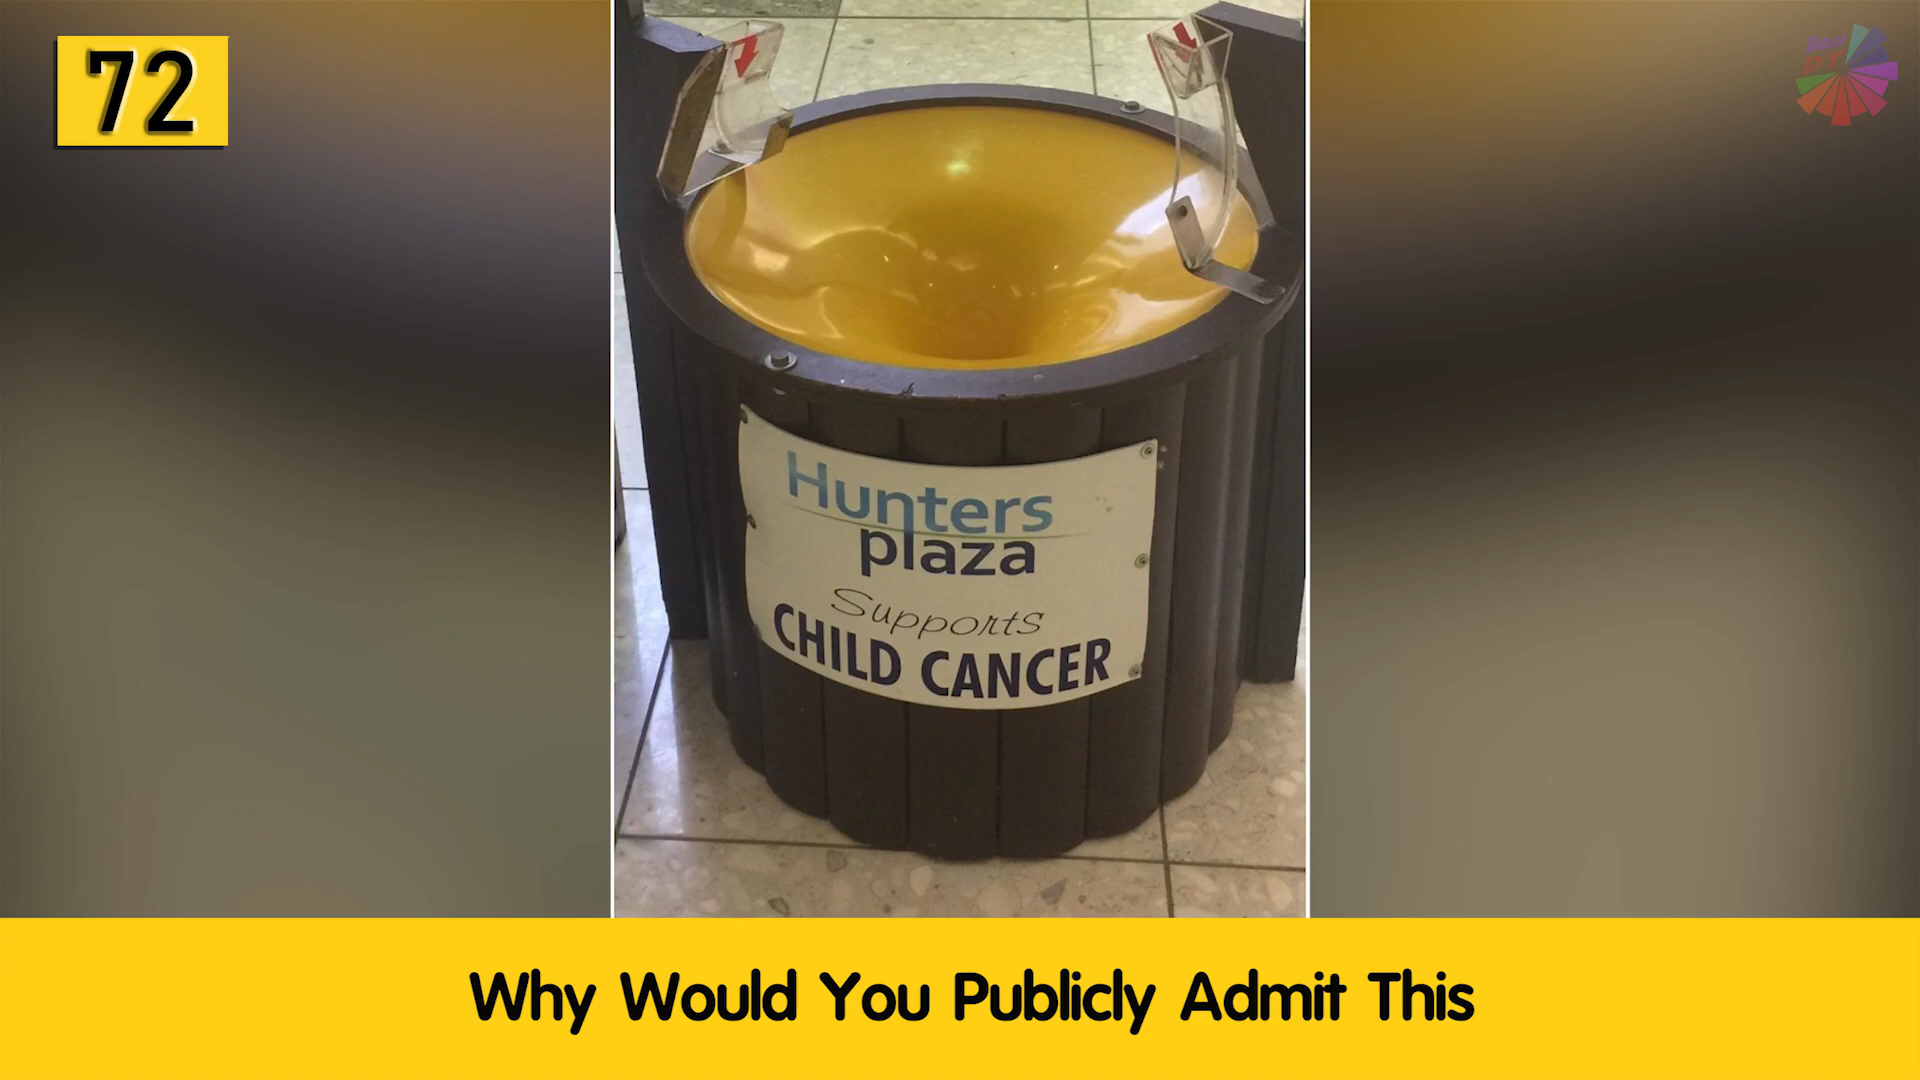 72
Hunters
plaza
Supports
CHILD CANCER
Why Would You Publicly Admit This